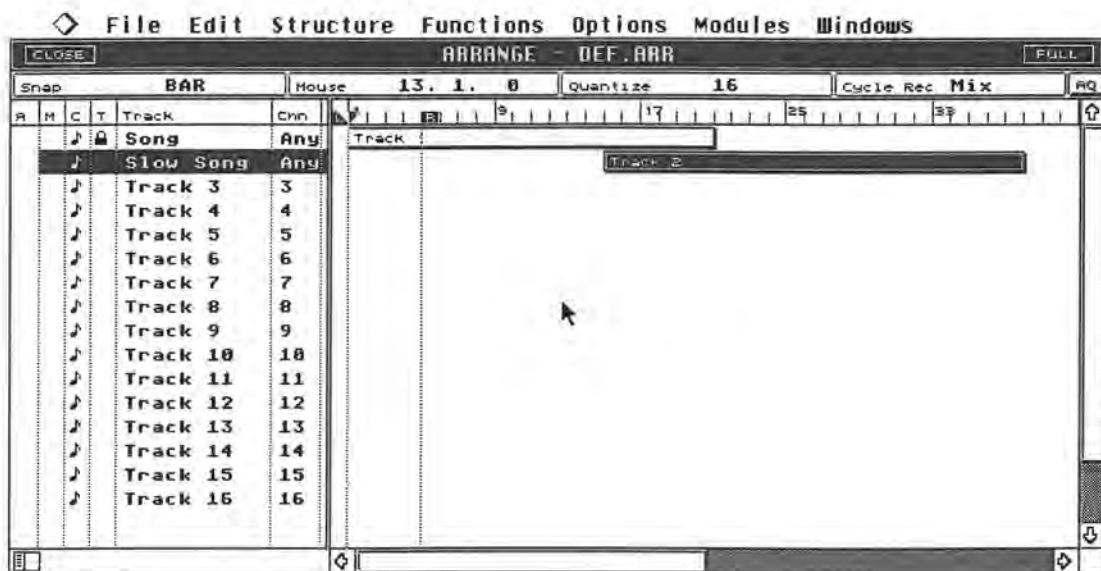 File Edit Structure Functions Options Modules Windows
CLOSE ARRANGE - DEF.ARR FULL
Snap BAR Mouse 13. 1. 0 Quantize 16 Cycle Rec Mix AQ
A M C T Track Chn 9 17 25 33
Song Any Track
Slow Song Any Track 2
Track 3 3
Track 4 4
Track 5 5
Track 6 6
Track 7 7
Track 8 8
Track 9 9
Track 10 10
Track 11 11
Track 12 12
Track 13 13
Track 14 14
Track 15 15
Track 16 16